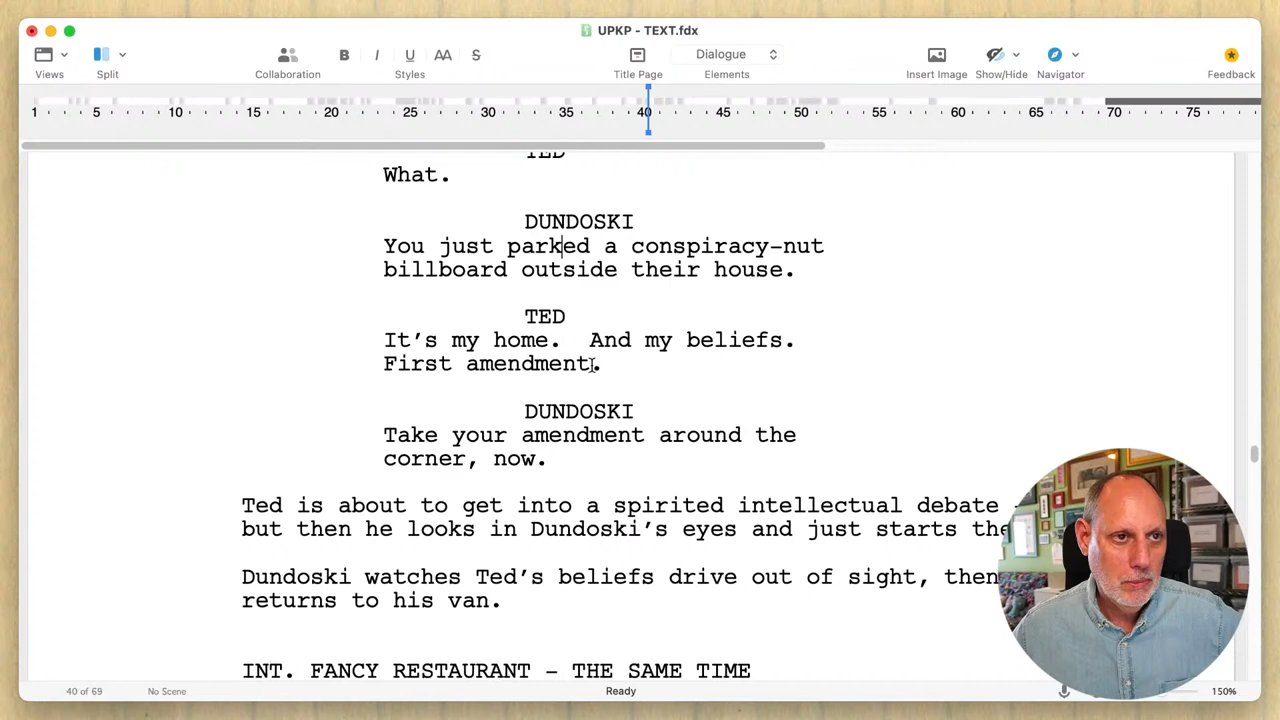 UPKP - TEXT.fdx
Views
Split
Collaboration
B I U AA S
Styles
Title Page
Dialogue
Elements
Insert Image
Show/Hide
Navigator
Feedback
1 5 10 15 20 25 30 35 40 45 50 55 60 65 70 75
TED
What.
DUNDOSKI
You just parked a conspiracy-nut
billboard outside their house.
TED
It’s my home.  And my beliefs.
First amendment.
DUNDOSKI
Take your amendment around the
corner, now.
Ted is about to get into a spirited intellectual debate
but then he looks in Dundoski’s eyes and just starts
Dundoski watches Ted’s beliefs drive out of sight, then
returns to his van.
INT. FANCY RESTAURANT – THE SAME TIME
40 of 69
No Scene
Ready
150%